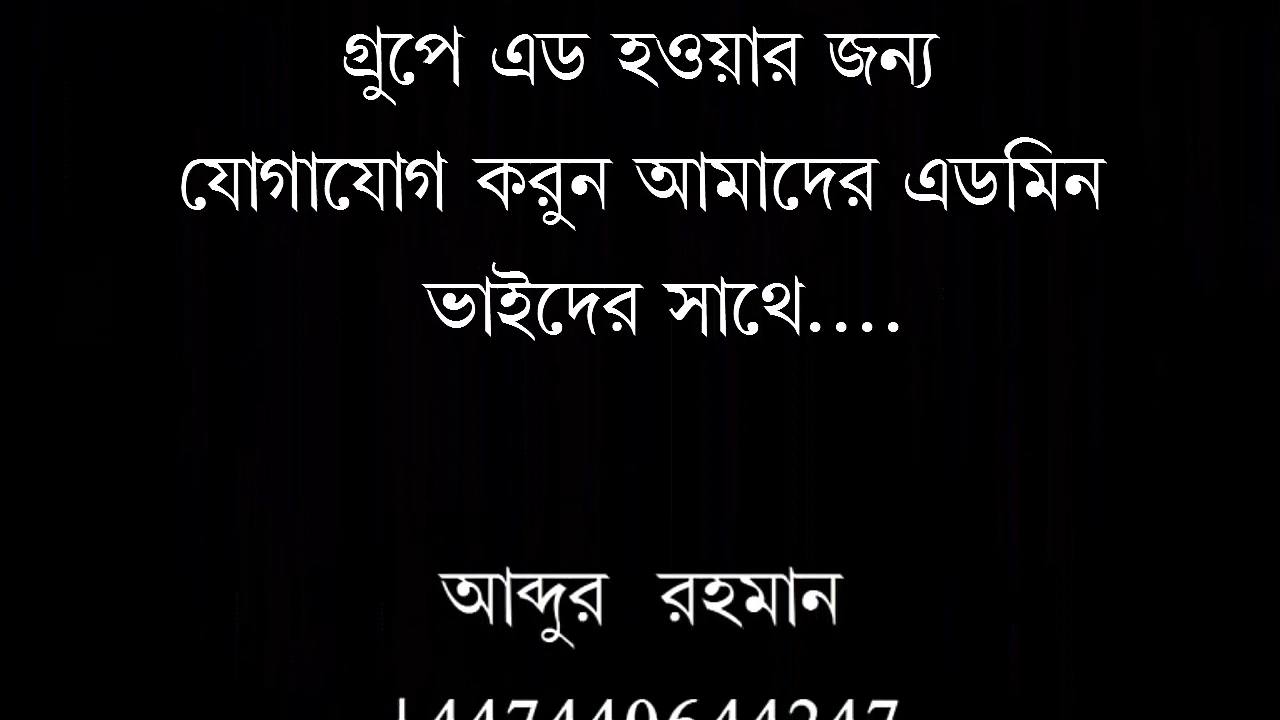 গ্রুপে এড হওয়ার জন্য
যোগাযোগ করুন আমাদের এডমিন
ভাইদের সাথে....
আব্দুর রহমান